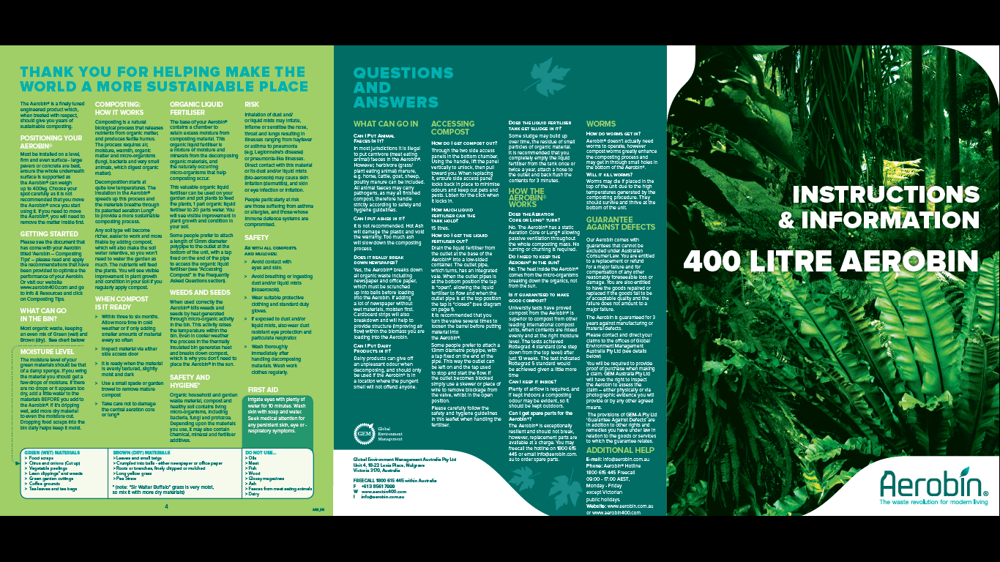 THANK YOU FOR HELPING MAKE THE
WORLD A MORE SUSTAINABLE PLACE
The Aerobin® is a finely tuned
engineered product which,
when treated with respect,
should give you years of
sustainable composting.
POSITIONING YOUR
AEROBIN®
Must be installed on a level,
firm and even surface - large
pavers or concrete are best,
ensure the whole underneath
surface is supported as
the Aerobin® can weigh
up to 400kg. Choose your
spot carefully as it is not
recommended that you move
the Aerobin® once you start
using it. If you need to move
the Aerobin®, you will need to
remove the matter inside first.
GETTING STARTED
Please see the document that
has come with your Aerobin
titled 'Aerobin – Composting
Tips' – please read and apply
the recommendations that have
been provided to optimize the
performance of your Aerobin.
Or visit our website
www.aerobin400.com and go
to Info & Resources and click
on Composting Tips.
WHAT CAN GO
IN THE BIN?
Most organic waste, keeping
an even mix of Green (wet) and
Brown (dry). See chart below
MOISTURE LEVEL
The moisture level of your
green materials should be that
of a damp sponge. If you wring
the material you should get a
few drops of moisture. If there
are no drops or it appears too
dry, add a little water to the
materials BEFORE you add to
the Aerobin®. If it's dripping
wet, add more dry material
to even the moisture out.
Dropping food scraps into the
bin daily helps keep it moist.
COMPOSTING:
HOW IT WORKS
Composting is a natural
biological process that releases
nutrients from organic matter,
and produces fertile humus.
The process requires air,
moisture, warmth, organic
matter and micro-organisms
(fungi, bacteria and very small
animals, which digest organic
matter).
Decomposition starts at
quite low temperatures. The
insulation in the Aerobin®
speeds up this process and
the materials breathe through
its patented aeration Lung®
to provide a more sustainable
composting process.
Any soil type will become
richer, easier to work and more
friable by adding compost,
which will also make the soil
water retentive, so you won't
need to water the garden as
much. The nutrients will feed
the plants. You will see visible
improvement in plant growth
and condition in your soil if you
regularly apply compost.
WHEN COMPOST
IS IT READY
> Within three to six months.
Allow more time in cold
weather or if only adding
smaller amounts of material
every so often
> Inspect material via either
side access door
> It is ready when the material
is evenly textured, slightly
moist and dark
> Use a small spade or garden
trowel to remove mature
compost
> Take care not to damage
the central aeration core
or lung®
ORGANIC LIQUID
FERTILISER
The base of your Aerobin®
contains a chamber to
retain excess moisture from
composting material. This
organic liquid fertiliser is
a mixture of moisture and
minerals from the decomposing
organic materials, and
the naturally occurring
micro-organisms that help
composting occur.
This valuable organic liquid
fertiliser can be used on your
garden and pot plants to feed
the plants, 1 part organic liquid
fertiliser to 20 parts water. You
will see visible improvement in
plant growth and condition in
your soil.
Some people prefer to attach
a length of 13mm diameter
polypipe to the outlet at the
bottom of the unit, with a tap
fixed on the end of the pipe
to access the organic liquid
fertiliser (see "Accessing
Compost" in the Frequently
Asked Questions section).
WEEDS AND SEEDS
When used correctly the
Aerobin® kills weeds and
seeds by heat generated
through micro-organic activity
in the bin. This activity raises
the temperature within the
bin. Even in cooler weather
the process in the thermally
insulated bin generates heat
and breaks down compost,
which is why you don't need to
place the Aerobin® in the sun.
SAFETY AND
HYGIENE*
Organic household and garden
waste material, compost and
healthy soil contains living
micro-organisms, including
bacteria, fungi and protozoa.
Depending upon the materials
you use, it may also contain
chemical, mineral and fertiliser
additives.
RISK
Inhalation of dust and/
or liquid mists may irritate,
inflame or sensitise the nose,
throat and lungs resulting in
illnesses ranging from hayfever
or asthma to pneumonia
(e.g. Legionnaire's disease)
or pneumonia-like illnesses.
Direct contact with this material
or its dust and/or liquid mists
(bio-aerosols) may cause skin
irritation (dermatitis), and skin
or eye infection or irritation.
People particularly at risk
are those suffering from asthma
or allergies, and those whose
immune defence systems are
compromised.
SAFETY
AS WITH ALL COMPOSTS
AND MULCHES:
> Avoid contact with
eyes and skin.
> Avoid breathing or ingesting
dust and/or liquid mists
(bioaerosols).
> Wear suitable protective
clothing and standard duty
gloves.
> If exposed to dust and/or
liquid mists, also wear dust
resistant eye protection and
particulate respirator.
> Wash thoroughly
immediately after
handling decomposing
materials. Wash work
clothes regularly.
FIRST AID
Irrigate eyes with plenty of
water for 10 minutes. Wash
skin with soap and water.
Seek medical attention for
any persistent skin, eye or -
respiratory symptoms.
GREEN (WET) MATERIALS
> Food scraps
> Citrus and onions (Cut up)
> Vegetable peelings
> Lawn clippings* and weeds
> Green garden cuttings
> Coffee grounds
> Tea-leaves and tea bags
BROWN (DRY) MATERIALS
> Leaves and small twigs
> Crumpled into balls - either newspaper or office paper
> Roots or branches, finely chipped or mulched
> Long yellow grass
> Pea Straw
* (note: "Sir Walter Buffalo" grass is very moist,
so mix it with more dry materials)
DO NOT USE...
> Oils
> Meat
> Fish
> Wood
> Glossy magazines
> Ash
> Faeces from meat eating animals
> Dairy
4
QUESTIONS
AND
ANSWERS
WHAT CAN GO IN
CAN I PUT ANIMAL
FAECES IN IT?
In most jurisdictions it is illegal
to put carnivore (meat eating
animal) faeces in the Aerobin®.
However, herbivore (grass/
plant eating animal) manure,
e.g. horse, cattle, goat, sheep,
poultry manure can be included.
All animal faeces may carry
pathogens, as may all finished
compost, therefore handle
strictly according to safety and
hygiene guidelines.
CAN I PUT ASHES IN IT?
It is not recommended. Hot Ash
will damage the plastic and void
the warranty. Too much ash
will slow down the composting
process.
DOES IT REALLY BREAK
DOWN NEWSPAPER?
Yes, the Aerobin® breaks down
all organic waste including
newspaper and office paper,
which must be scrunched
up into balls before loading
into the Aerobin. If adding
a lot of newspaper without
wet materials, moisten first.
Cardboard strips will also
breakdown and will help to
provide structure (improving air
flow) within the biomass you are
loading into the Aerobin.
CAN I PUT DAIRY
PRODUCTS IN IT?
Dairy products can give off
an unpleasant odour when
decomposing, and should only
be used if the Aerobin® is in
a location where the pungent
smell will not offend anyone.
GEM
Global
Environment
Management
Global Environment Management Australia Pty Ltd
Unit 4, 18-22 Lexia Place, Mulgrave
Victoria 3170, Australia
FREECALL 1800 615 445 within Australia
F +61 3 8561 7999
W www.aerobin400.com
I info@aerobin.com.au
ACCESSING
COMPOST
HOW DO I GET COMPOST OUT?
Through the two side access
panels in the bottom chamber.
Using the handle, lift the panel
vertically to unlock, then pull
toward you. When replacing
it, ensure side access panel
locks back in place to minimise
odours and keep out pets and
pests. Listen for the click when
it locks in.
HOW MUCH LIQUID
FERTILISER CAN THE
TANK HOLD?
15 litres.
HOW DO I GET THE LIQUID
FERTILISER OUT?
Drain the liquid fertiliser from
the outlet at the base of the
Aerobin® into a low-sided
container. The outlet pipe,
which turns, has an integrated
valve. When the outlet pipes is
at the bottom position the tap
is "open", allowing the liquid
fertiliser to flow and when the
outlet pipe is at the top position
the tap is "closed" (see diagram
on page 1).
It is recommended that you
turn the valve several times to
loosen the barrel before putting
material into
the Aerobin®.
Some people prefer to attach a
13mm diametre polypipe, with
a tap fixed on the end of the
pipe. This way the outlet can
be left on and the tap used
to stop and start the flow. If
the outlet becomes blocked
simply use a skewer or piece of
wire to remove blockage from
the valve, whilst in the open
position.
Please carefully follow the
safety and hygiene guidelines
in this leaflet when handling the
fertiliser.
DOES THE LIQUID FERTILISER
TANK GET SLUDGE IN IT?
Some sludge may build up
over time, the residue of small
particles of organic material.
It is recommended that you
completely empty the liquid
fertiliser from the tank once or
twice a year, attach a hose to
the outlet and back flush the
contents for 3 minutes.
HOW THE
AEROBIN®
WORKS
DOES THE AERATION
CORE OR LUNG® TURN?
No. The Aerobin® has a static
Aeration Core or Lung® allowing
passive ventilation throughout
the whole composting mass. No
turning or churning is required.
DO I NEED TO KEEP THE
AEROBIN® IN THE SUN?
No. The heat inside the Aerobin®
comes from the micro-organisms
breaking down the organics, not
from the sun.
IS IT GUARANTEED TO MAKE
GOOD COMPOST?
University tests have proved
compost from the Aerobin® is
superior to compost from other
leading international compost
units, when contents are mixed
evenly and at the right moisture
level. The tests achieved
Rottegrad 4 standard (one step
down from the top level) after
just 13 weeks. The test indicated
Rottegrad 5 standard would
be achieved given a little more
time
CAN I KEEP IT INSIDE?
Plenty of airflow is required, and
if kept indoors a composting
odour may be evident, so it
should be kept outdoors.
Can I get spare parts for the
Aerobin®?
The Aerobin® is exceptionally
resilient and should last weeks,
however, replacement parts are
available at a charge. You may
freecall the hotline on 1800 615
445 or email info@aerobin.com.
au to order spare parts.
WORMS
HOW DO WORMS GET IN?
Aerobin® doesn't actually need
worms to operate, however
compost worms greatly enhance
the composting process and
may get in through small holes in
the bottom of the Aerobin®.
WILL IT KILL WORMS?
Worms may die if placed in the
top of the unit due to the high
temperatures generated by the
composting procedure. They
should survive and thrive at the
bottom of the unit.
GUARANTEE
AGAINST DEFECTS
Our Aerobin comes with
guarantees that cannot be
excluded under Australian
Consumer Law. You are entitled
to a replacement or refund
for a major failure and for
compensation of any other
reasonably foreseeable loss or
damage. You are also entitled
to have the goods repaired or
replaced if the goods fail to be
of acceptable quality and the
failure does not amount to a
major failure.
The Aerobin is guaranteed for 3
years against manufacturing or
material defects.
Please contact and direct your
claims to the offices of Global
Environment Management
Australia Pty Ltd (see details
below)
You will be required to provide
proof of purchase when making
a claim. GEM Australia Pty Ltd
will have the right to inspect
the Aerobin to assess the
claim – either physically or via
photographic evidence you will
provide or by any other agreed
means.
The provisions of GEM-A Pty Ltd
'Guarantee Against Defects' are
in addition to other rights and
remedies you have under law in
relation to the goods or services
to which the guarantee relates.
ADDITIONAL HELP
E-mail: info@aerobin.com.au
Phone: Aerobin® Hotline
1800 615 445 Freecall
09:00 - 17:00 AEST,
Monday - Friday
except Victorian
public holidays.
Website: www.aerobin.com.au
or www.aerobin400.com
INSTRUCTIONS
& INFORMATION
400 LITRE AEROBIN
Aerobin®
The waste revolution for modern living